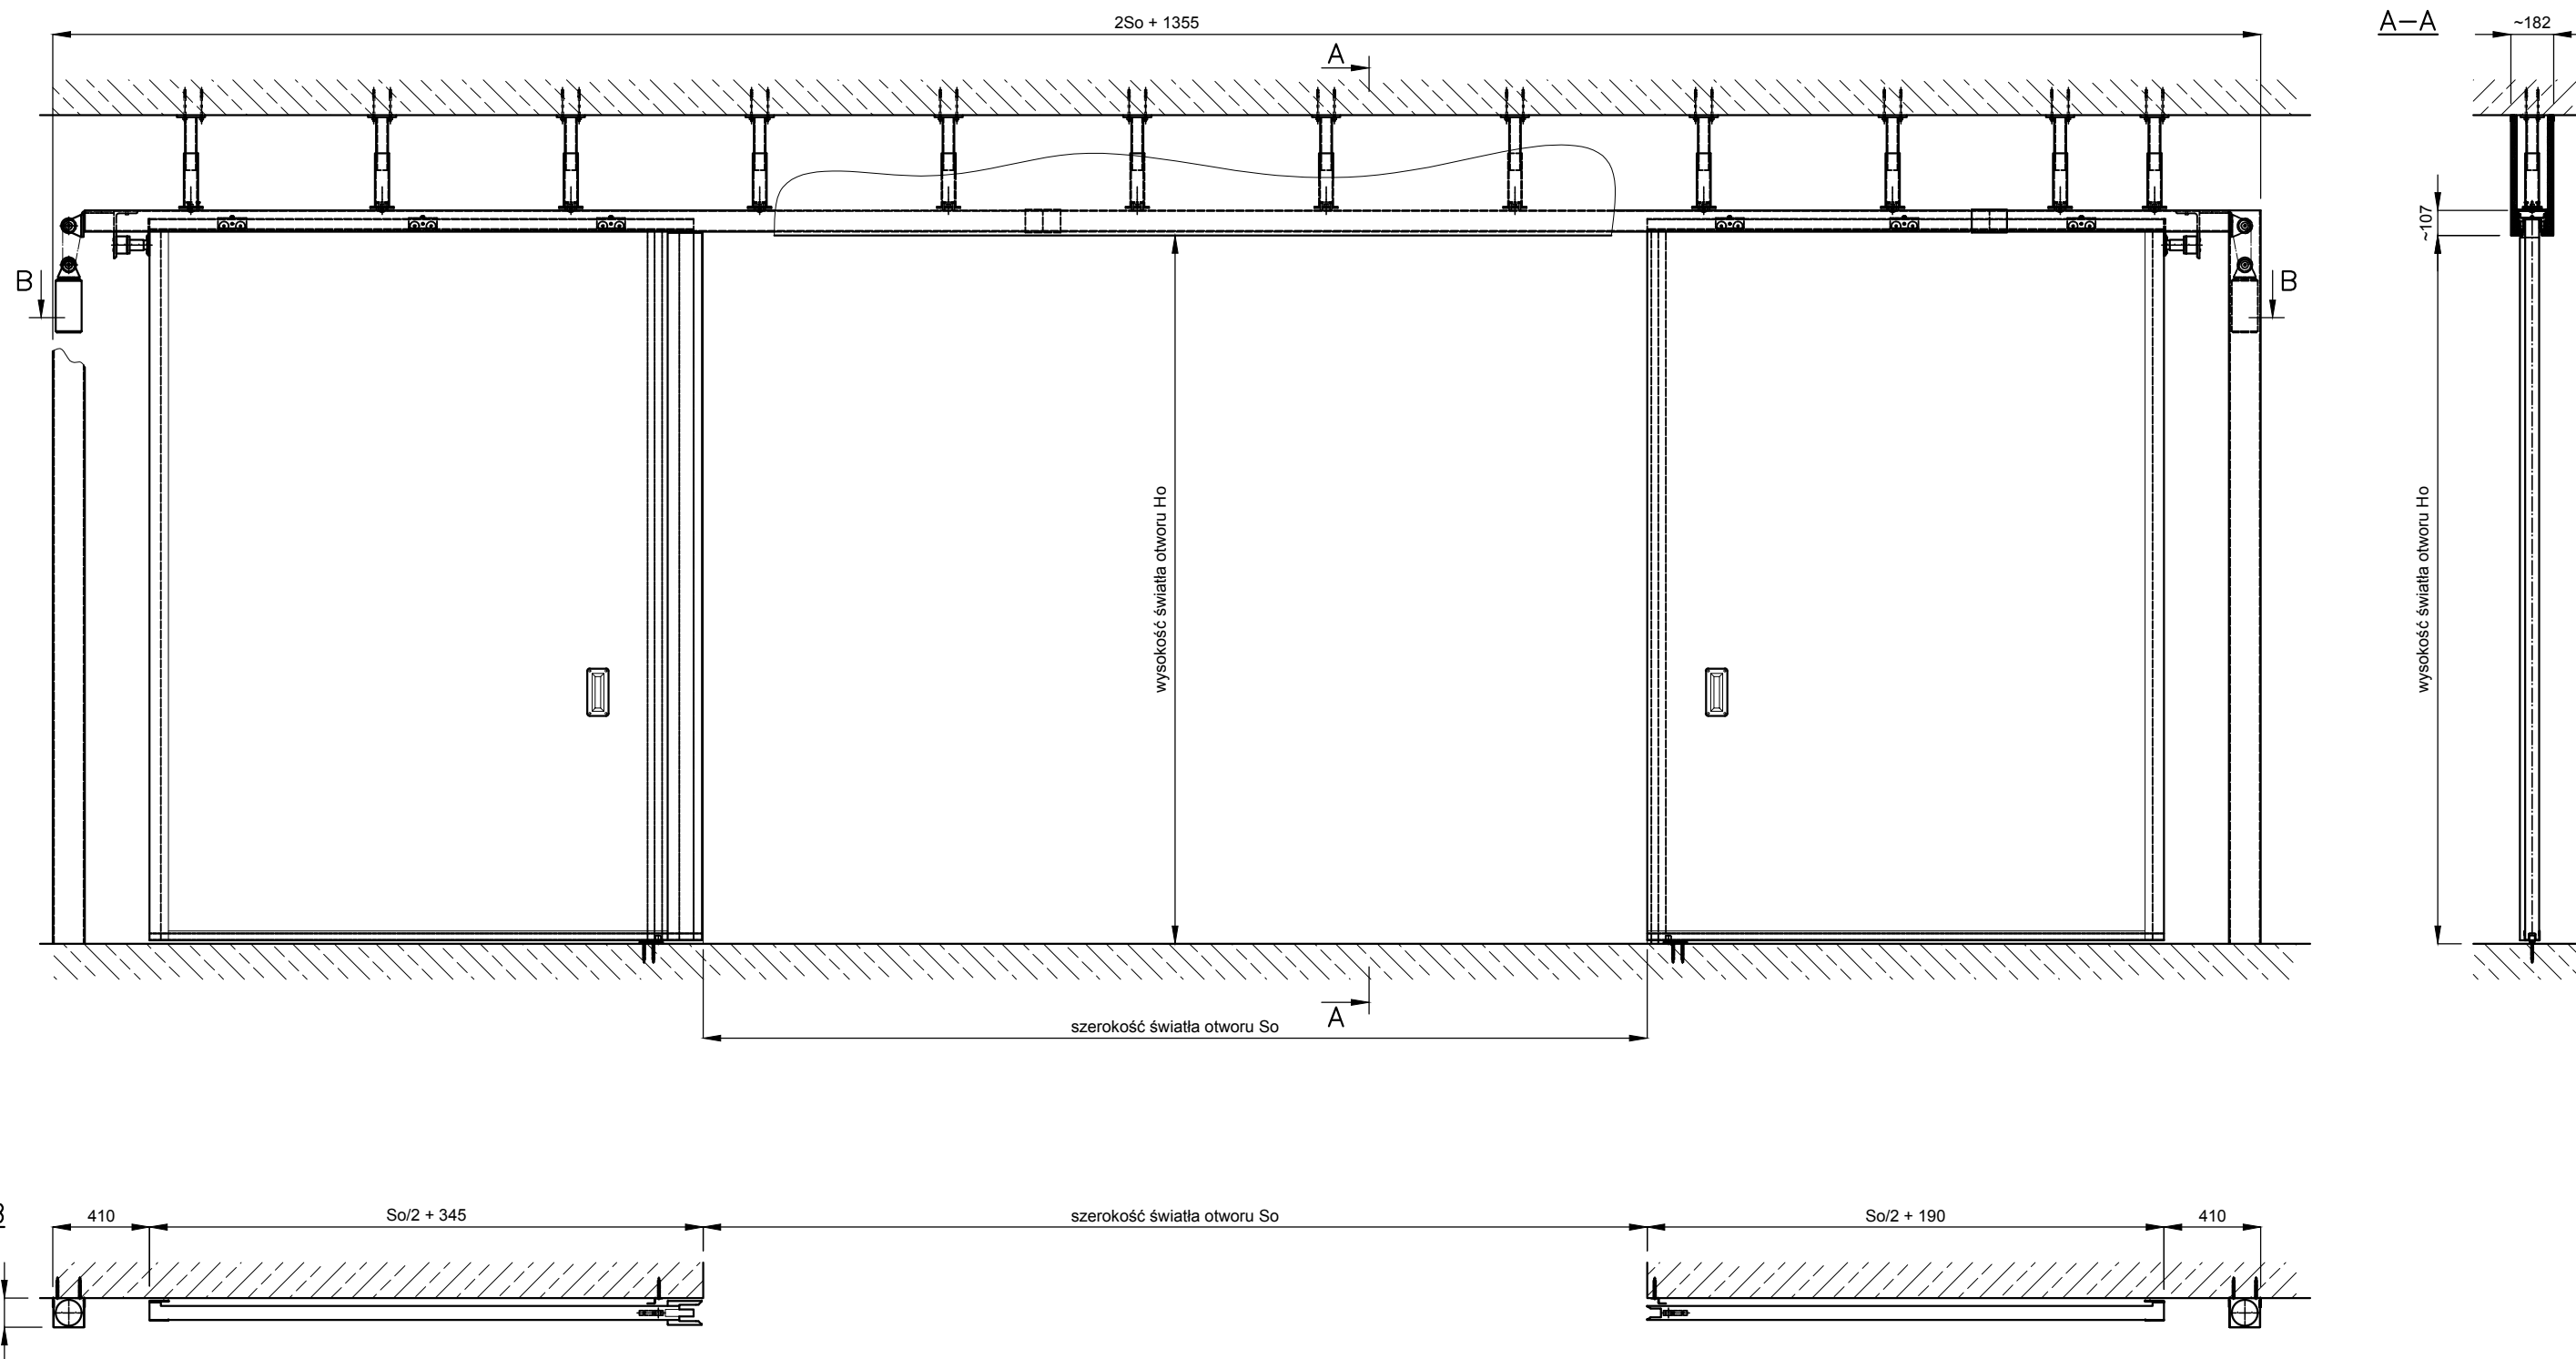 2So + 1355
A—A
~182
A
~107
B
B
wysokość światła otworu Ho
wysokość światła otworu Ho
A
szerokość światła otworu So
410
So/2 + 345
szerokość światła otworu So
So/2 + 190
410